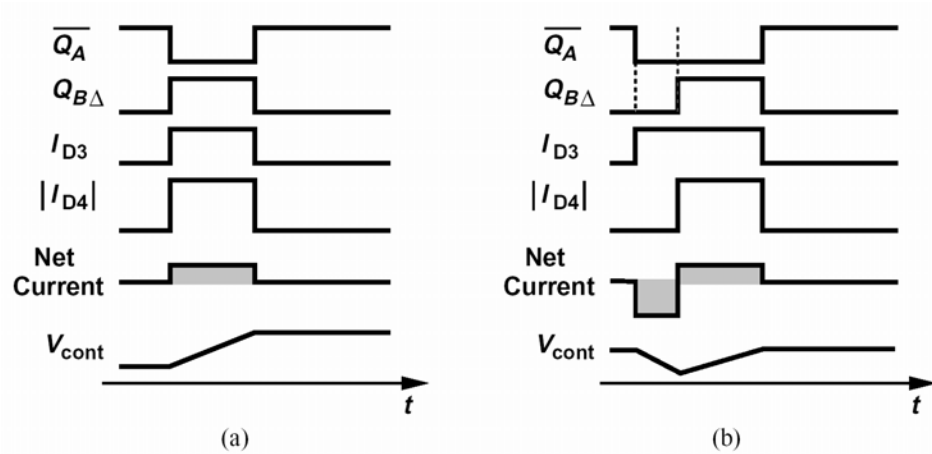 Q_A
Q_BΔ
I_D3
|I_D4|
Net
Current
V_cont
t
(a)
Q_A
Q_BΔ
I_D3
|I_D4|
Net
Current
V_cont
t
(b)